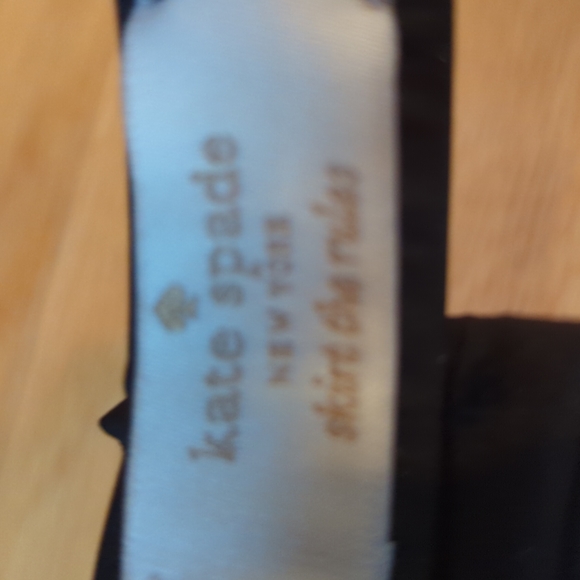 kate spade
NEW YORK
skirt the rules